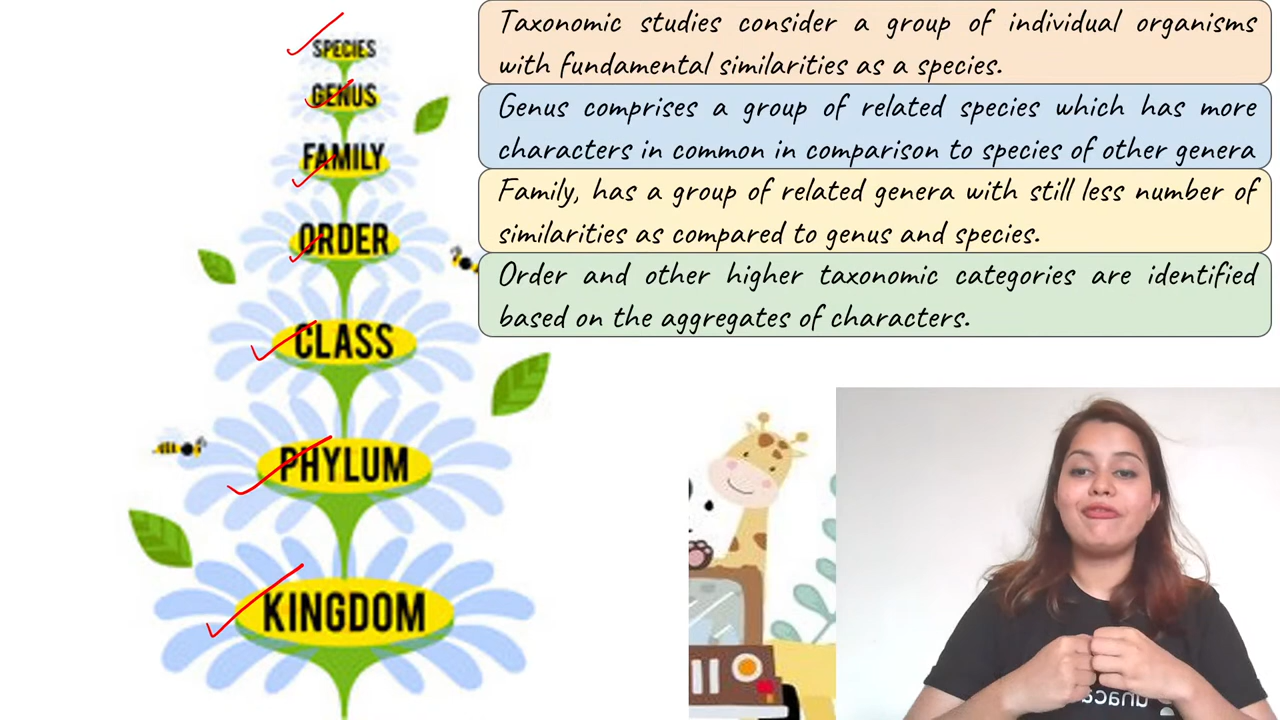 SPECIES
GENUS
FAMILY
ORDER
CLASS
PHYLUM
KINGDOM
Taxonomic studies consider a group of individual organisms
with fundamental similarities as a species.
Genus comprises a group of related species which has more
characters in common in comparison to species of other genera
Family, has a group of related genera with still less number of
similarities as compared to genus and species.
Order and other higher taxonomic categories are identified
based on the aggregates of characters.